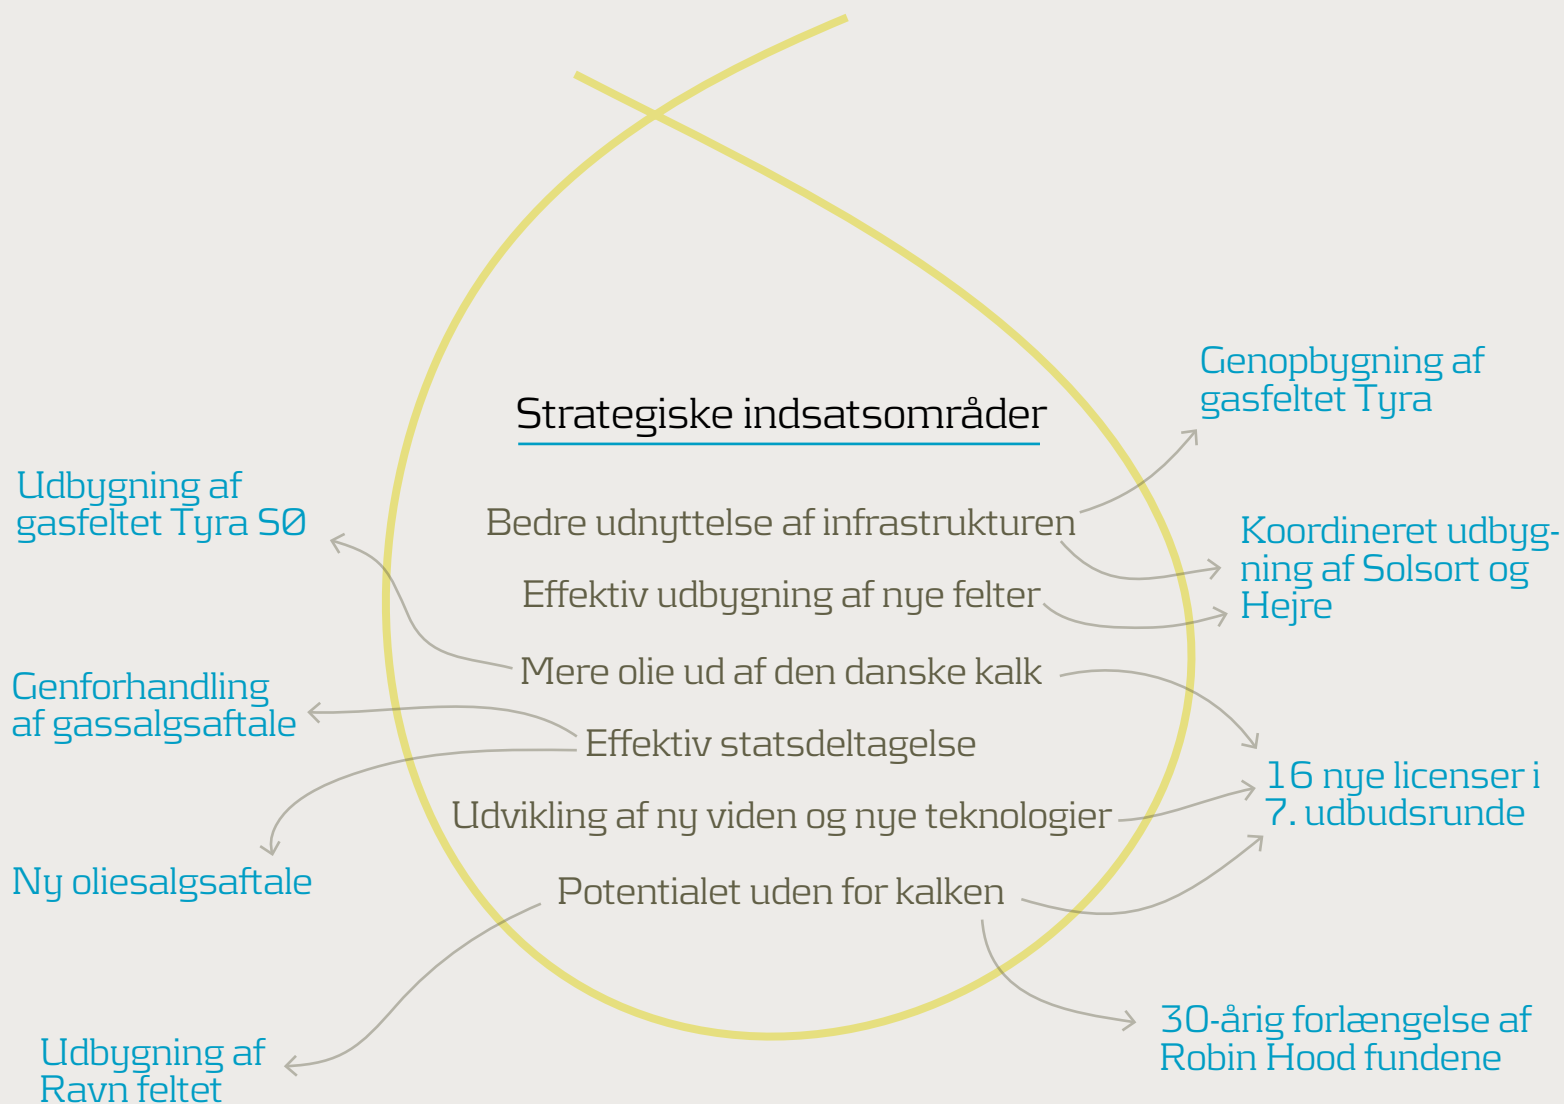 Strategiske indsatsområder
Bedre udnyttelse af infrastrukturen
Effektiv udbygning af nye felter
Mere olie ud af den danske kalk
Effektiv statsdeltagelse
Udvikling af ny viden og nye teknologier
Potentialet uden for kalken
Udbygning af
gasfeltet Tyra SØ
Genforhandling
af gassalgsaftale
Ny oliesalgsaftale
Udbygning af
Ravn feltet
Genopbygning af
gasfeltet Tyra
Koordineret udbyg-
ning af Solsort og
Hejre
16 nye licenser i
7. udbudsrunde
30-årig forlængelse af
Robin Hood fundene